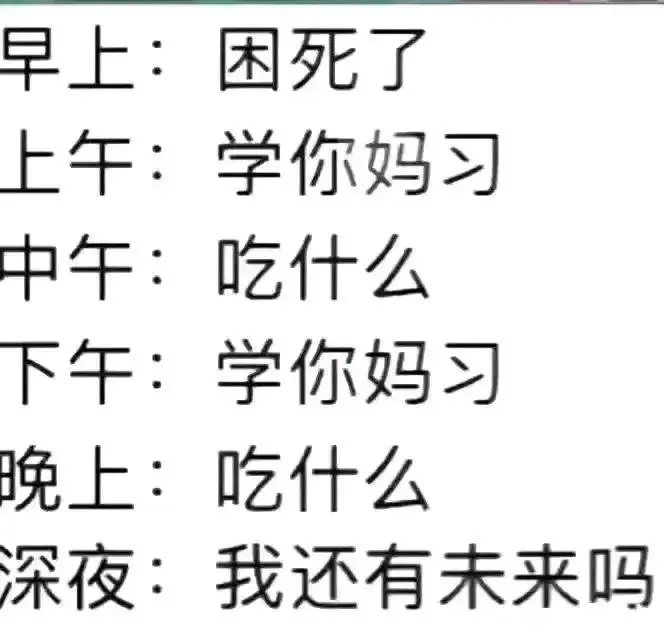 早上：困死了
上午：学你妈习
中午：吃什么
下午：学你妈习
晚上：吃什么
深夜：我还有未来吗